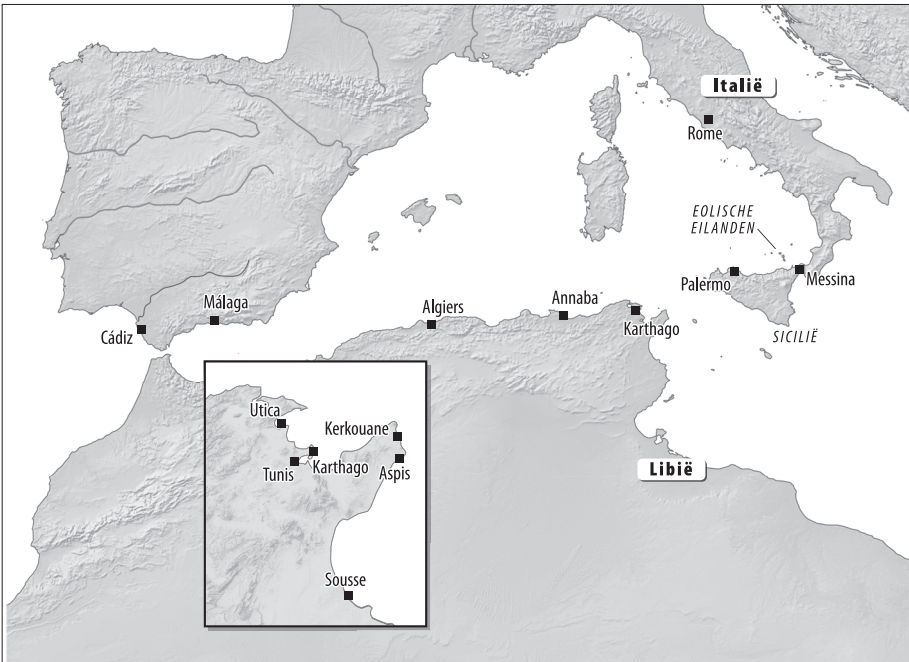 Italië
Rome
EOLISCHE
EILANDEN
Palermo
Messina
SICILIË
Málaga
Cádiz
Algiers
Annaba
Karthago
Libië
Utica
Kerkouane
Tunis
Karthago
Aspis
Sousse